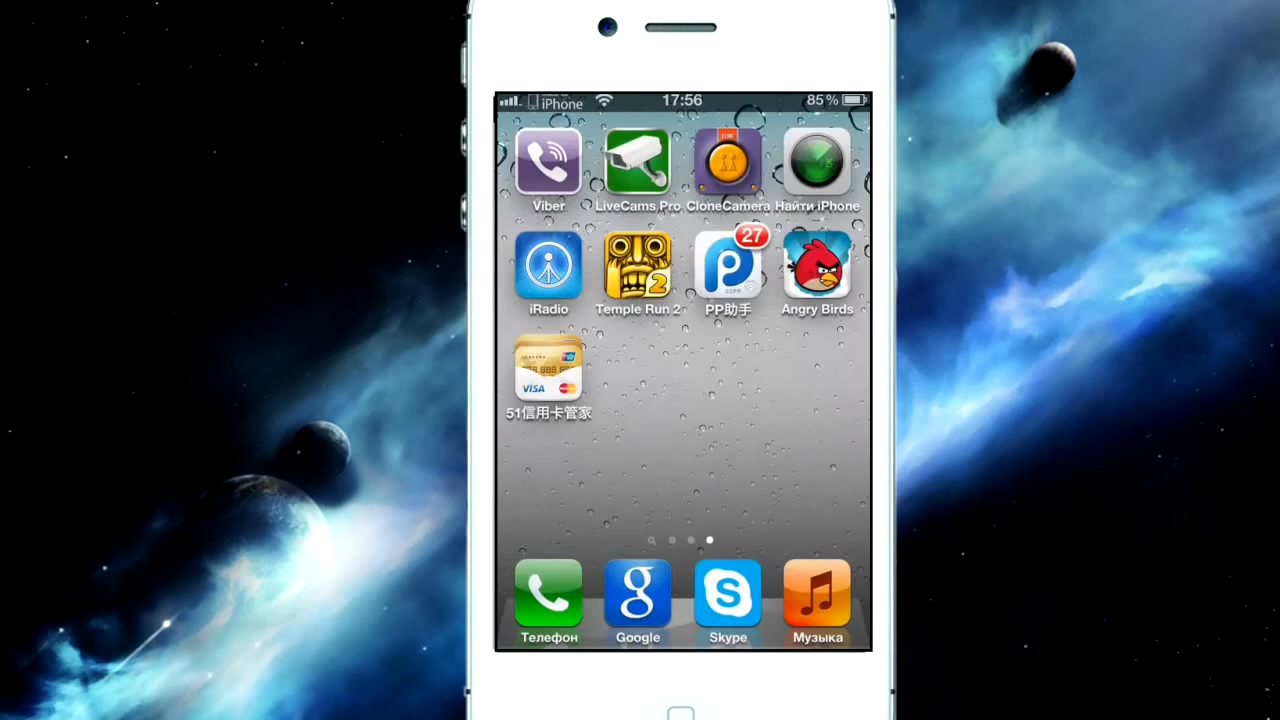 iPhone 17:56 85%
Viber LiveCams Pro CloneCamera Найти iPhone
27
iRadio Temple Run 2 PP助手 Angry Birds
VISA
51信用卡管家
Телефон Google Skype Музыка